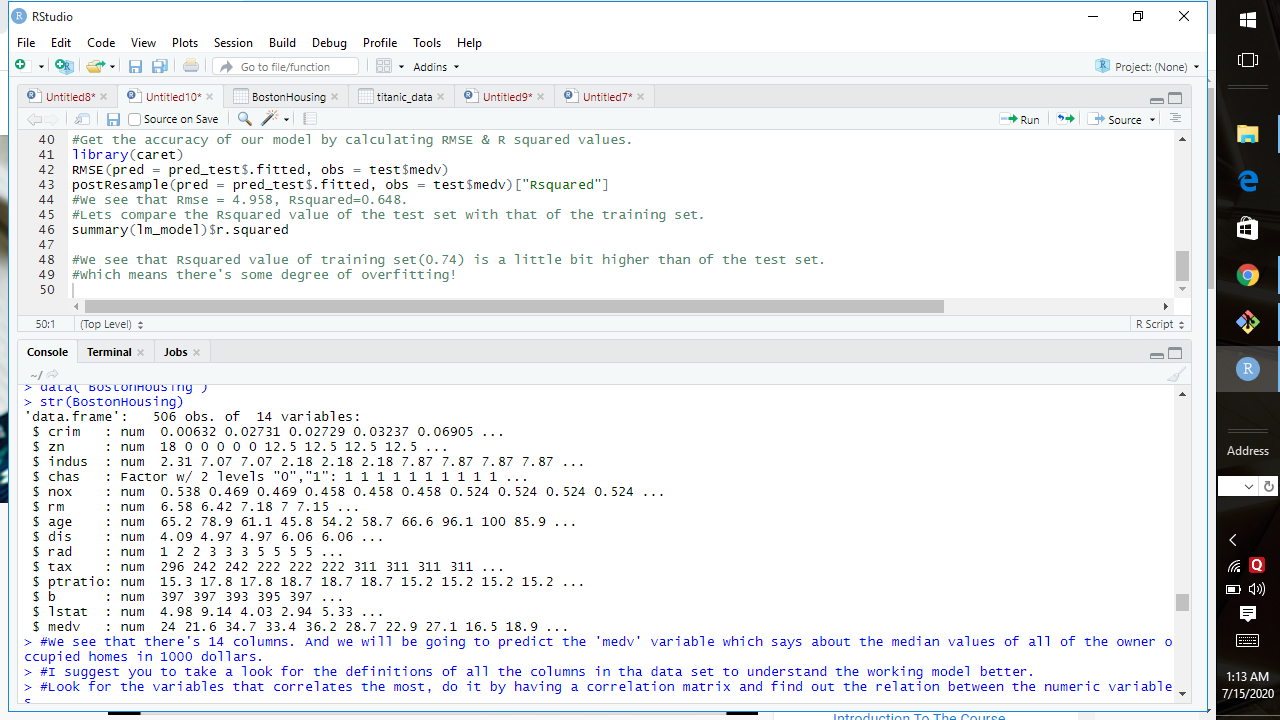 RStudio
File Edit Code View Plots Session Build Debug Profile Tools Help
Go to file/function Addins Project: (None)
Untitled8* Untitled10* BostonHousing titanic_data Untitled9* Untitled7*
Source on Save Run Source
40 #Get the accuracy of our model by calculating RMSE & R squared values.
41 library(caret)
42 RMSE(pred = pred_test$.fitted, obs = test$medv)
43 postResample(pred = pred_test$.fitted, obs = test$medv)["Rsquared"]
44 #We see that Rmse = 4.958, Rsquared=0.648.
45 #Lets compare the Rsquared value of the test set with that of the training set.
46 summary(lm_model)$r.squared
47
48 #We see that Rsquared value of training set(0.74) is a little bit higher than of the test set.
49 #Which means there's some degree of overfitting!
50
50:1 (Top Level) R Script
Console Terminal Jobs
~/
> data("BostonHousing")
> str(BostonHousing)
'data.frame': 506 obs. of 14 variables:
$ crim : num 0.00632 0.02731 0.02729 0.03237 0.06905 ...
$ zn : num 18 0 0 0 0 0 12.5 12.5 12.5 12.5 ...
$ indus : num 2.31 7.07 7.07 2.18 2.18 2.18 7.87 7.87 7.87 7.87 ...
$ chas : Factor w/ 2 levels "0","1": 1 1 1 1 1 1 1 1 1 1 ...
$ nox : num 0.538 0.469 0.469 0.458 0.458 0.458 0.524 0.524 0.524 0.524 ...
$ rm : num 6.58 6.42 7.18 7 7.15 ...
$ age : num 65.2 78.9 61.1 45.8 54.2 58.7 66.6 96.1 100 85.9 ...
$ dis : num 4.09 4.97 4.97 6.06 6.06 ...
$ rad : num 1 2 2 3 3 3 5 5 5 5 ...
$ tax : num 296 242 242 222 222 222 311 311 311 311 ...
$ ptratio: num 15.3 17.8 17.8 18.7 18.7 18.7 15.2 15.2 15.2 15.2 ...
$ b : num 397 397 393 395 397 ...
$ lstat : num 4.98 9.14 4.03 2.94 5.33 ...
$ medv : num 24 21.6 34.7 33.4 36.2 28.7 22.9 27.1 16.5 18.9 ...
> #We see that there's 14 columns. And we will be going to predict the 'medv' variable which says about the median values of all of the owner o
ccupied homes in 1000 dollars.
> #I suggest you to take a look for the definitions of all the columns in tha data set to understand the working model better.
> #Look for the variables that correlates the most, do it by having a correlation matrix and find out the relation between the numeric variable
s
Introduction To The Course
Address
1:13 AM
7/15/2020